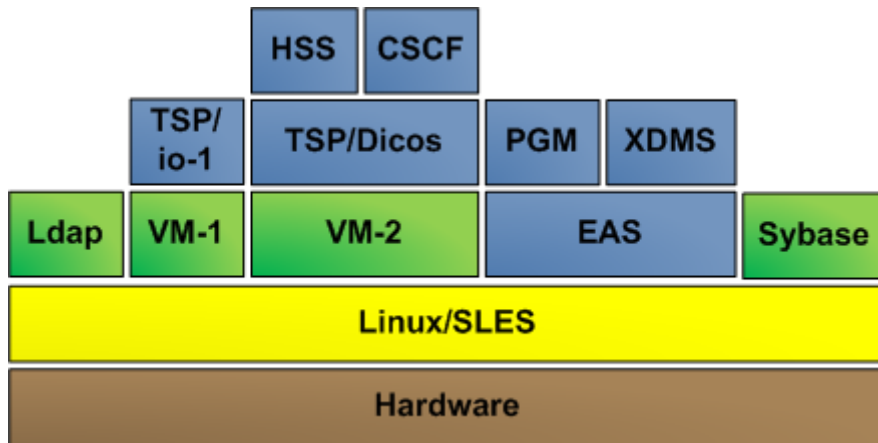 HSS CSCF
TSP/
io-1
TSP/Dicos PGM XDMS
Ldap VM-1 VM-2 EAS Sybase
Linux/SLES
Hardware